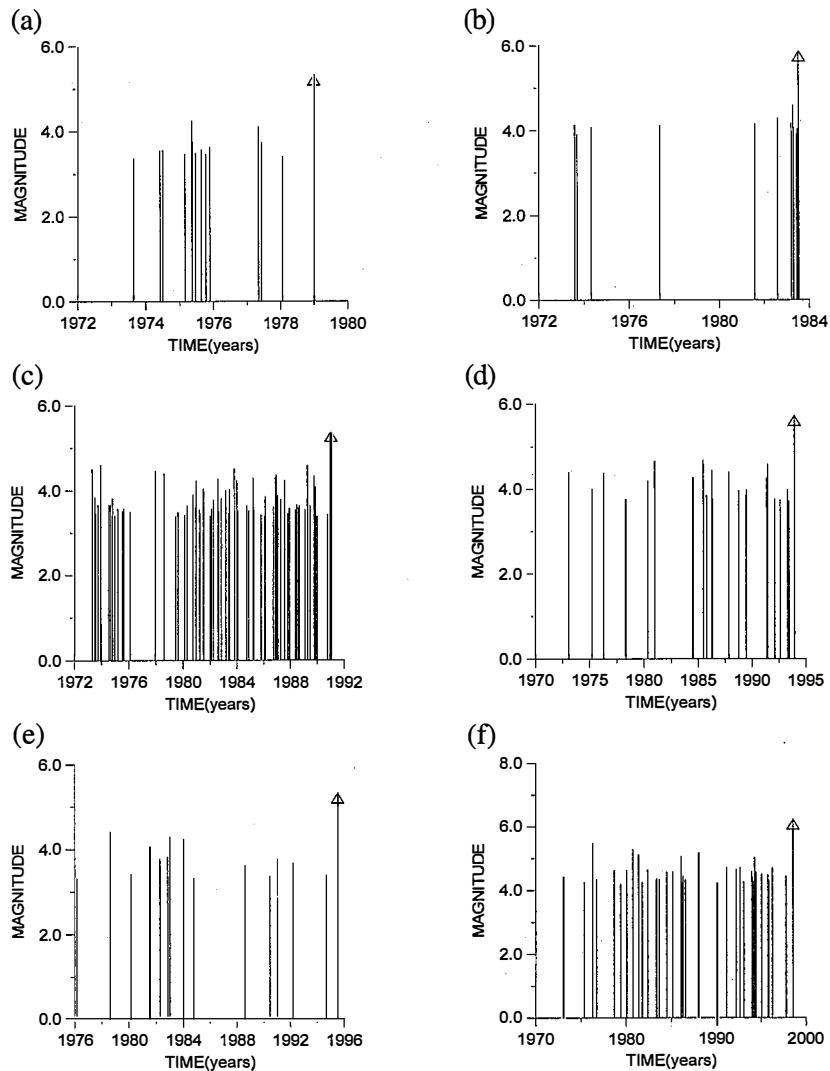 (a)
6.0
4.0
2.0
0.0
MAGNITUDE
1972 1974 1976 1978 1980
TIME(years)
(b)
6.0
4.0
2.0
0.0
MAGNITUDE
1972 1976 1980 1984
TIME(years)
(c)
6.0
4.0
2.0
0.0
MAGNITUDE
1972 1976 1980 1984 1988 1992
TIME(years)
(d)
6.0
4.0
2.0
0.0
MAGNITUDE
1970 1975 1980 1985 1990 1995
TIME(years)
(e)
6.0
4.0
2.0
0.0
MAGNITUDE
1976 1980 1984 1988 1992 1996
TIME(years)
(f)
8.0
6.0
4.0
2.0
0.0
MAGNITUDE
1970 1980 1990 2000
TIME(years)